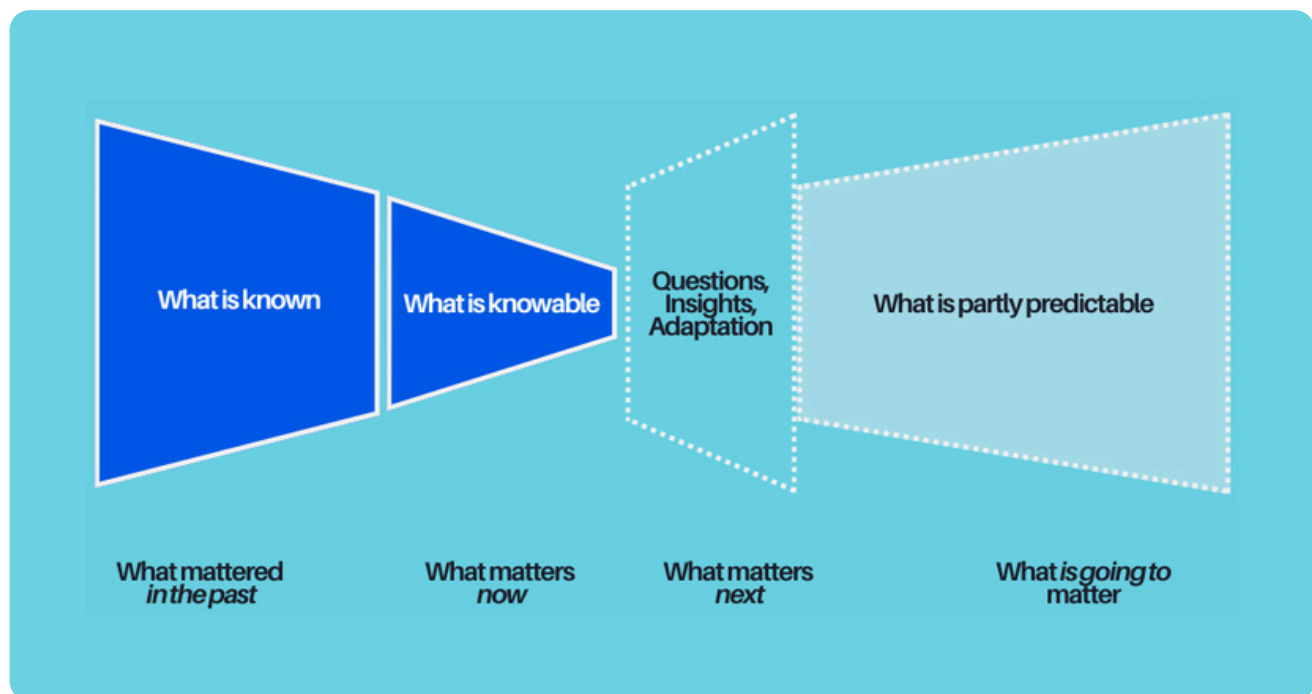 What is known
What is knowable
Questions,
Insights,
Adaptation
What is partly predictable
What mattered
in the past
What matters
now
What matters
next
What is going to
matter